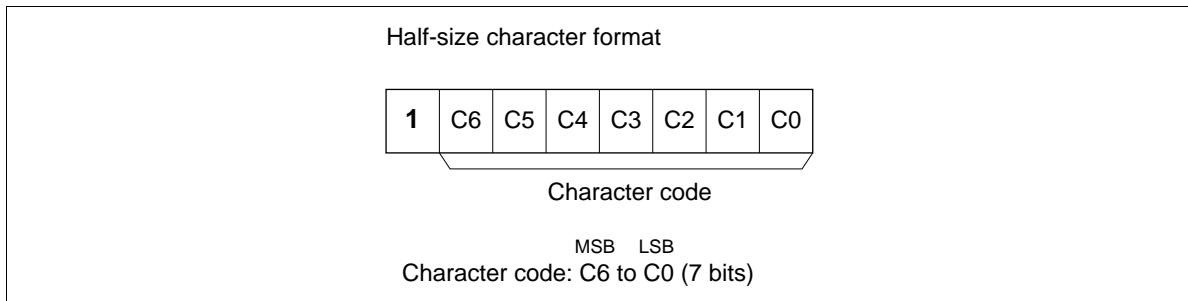 Half-size character format
1 C6 C5 C4 C3 C2 C1 C0
Character code
MSB LSB
Character code: C6 to C0 (7 bits)